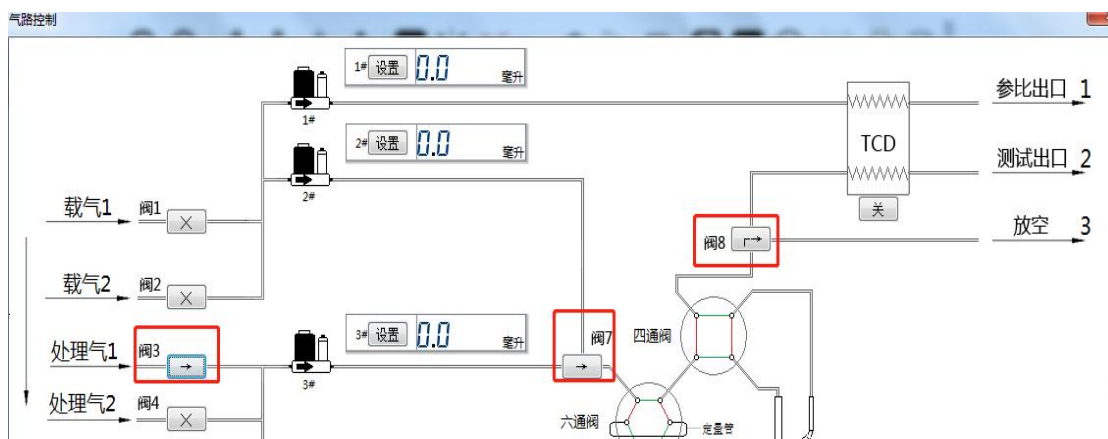 气路控制
1# 设置 0.0 毫升
1#
参比出口 1
TCD
2# 设置 0.0 毫升
2#
测试出口 2
关
载气1 阀1
阀8
放空 3
载气2 阀2
3# 设置 0.0 毫升
阀7
四通阀
处理气1 阀3
3#
处理气2 阀4
六通阀
定量管